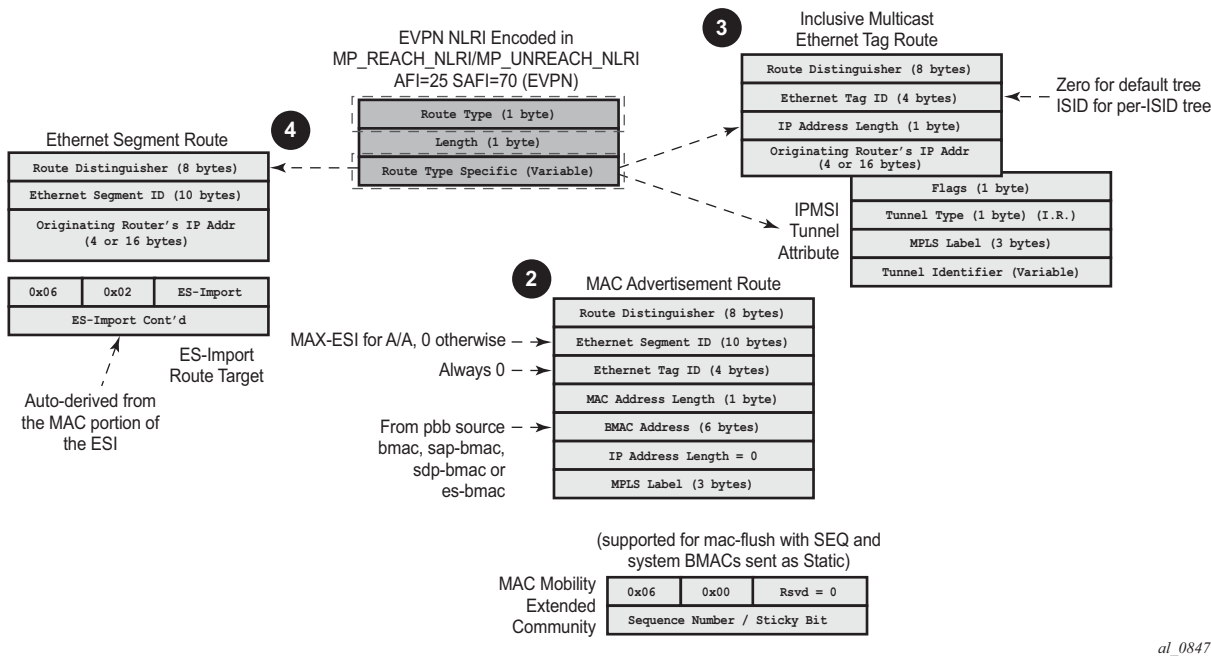 EVPN NLRI Encoded in
MP_REACH_NLRI/MP_UNREACH_NLRI
AFI=25 SAFI=70 (EVPN)
Route Type (1 byte)
Length (1 byte)
Route Type Specific (Variable)
3
Inclusive Multicast
Ethernet Tag Route
Route Distinguisher (8 bytes)
Ethernet Tag ID (4 bytes)
IP Address Length (1 byte)
Originating Router's IP Addr
(4 or 16 bytes)
Zero for default tree
ISID for per-ISID tree
IPMSI
Tunnel
Attribute
Flags (1 byte)
Tunnel Type (1 byte) (I.R.)
MPLS Label (3 bytes)
Tunnel Identifier (Variable)
4
Ethernet Segment Route
Route Distinguisher (8 bytes)
Ethernet Segment ID (10 bytes)
Originating Router's IP Addr
(4 or 16 bytes)
0x06 0x02 ES-Import
ES-Import Cont'd
ES-Import
Route Target
Auto-derived from
the MAC portion of
the ESI
2
MAC Advertisement Route
Route Distinguisher (8 bytes)
MAX-ESI for A/A, 0 otherwise
Ethernet Segment ID (10 bytes)
Always 0
Ethernet Tag ID (4 bytes)
MAC Address Length (1 byte)
From pbb source
bmac, sap-bmac,
sdp-bmac or
es-bmac
BMAC Address (6 bytes)
IP Address Length = 0
MPLS Label (3 bytes)
(supported for mac-flush with SEQ and
system BMACs sent as Static)
MAC Mobility
Extended
Community
0x06 0x00 Rsvd = 0
Sequence Number / Sticky Bit
al_0847